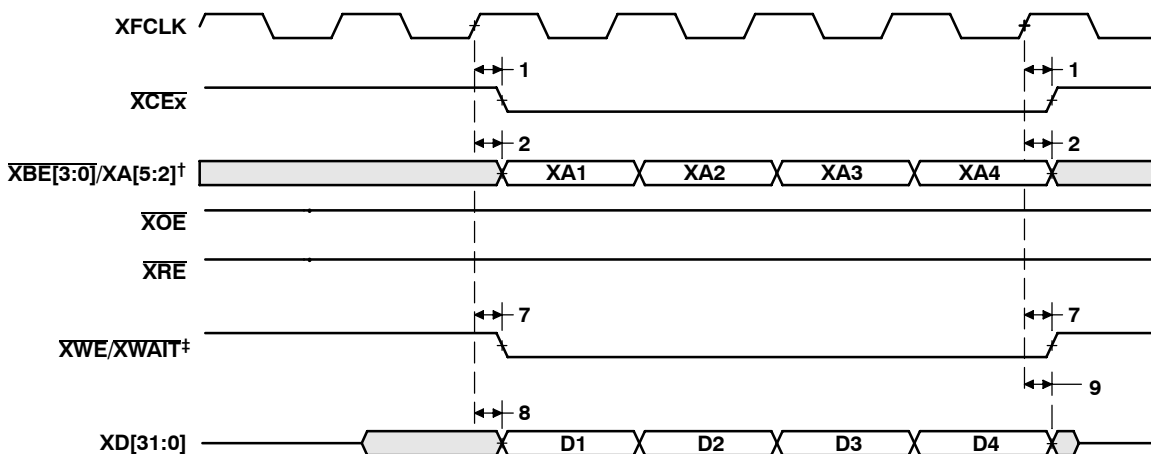 XFCLK
1 1
XCEx
2 2
XBE[3:0]/XA[5:2]† XA1 XA2 XA3 XA4
XOE
XRE
7 7
XWE/XWAIT‡
9
8
XD[31:0] D1 D2 D3 D4